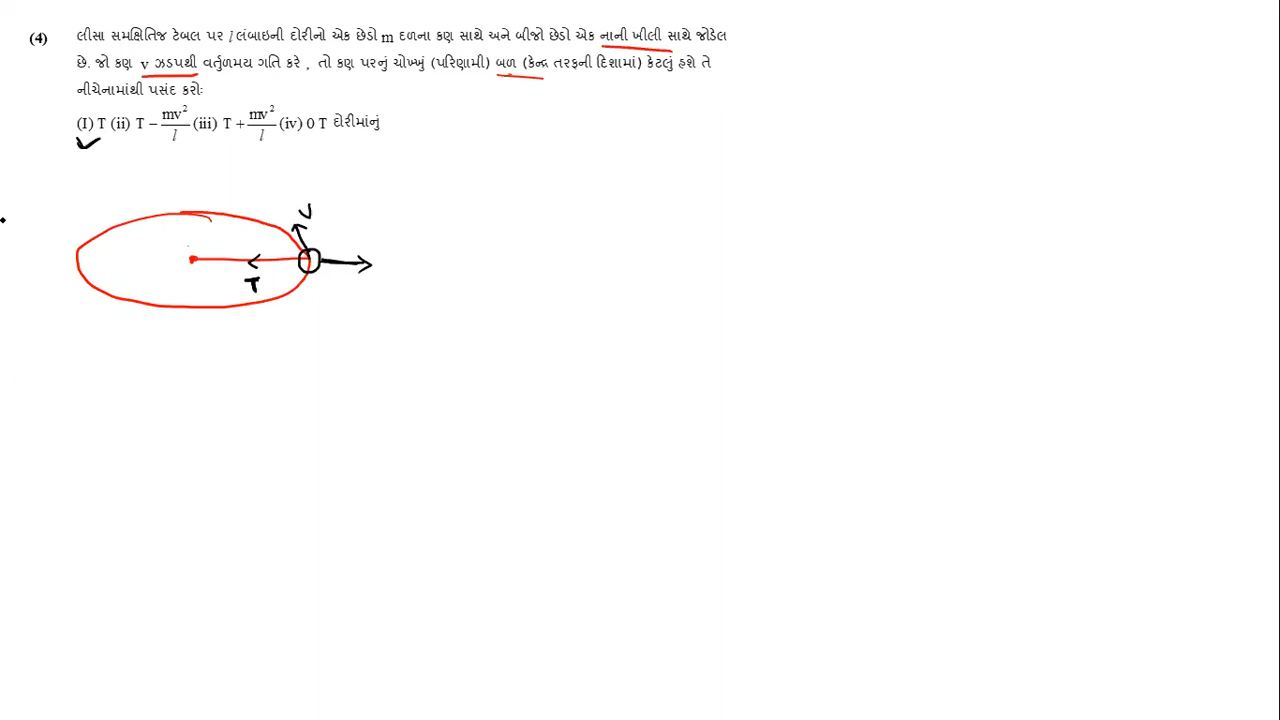 (4) લીસા સમક્ષિતિજ ટેબલ પર l લંબાઇની દોરીનો એક છેડો m દળના કણ સાથે અને બીજો છેડો એક નાની ખીલી સાથે જોડેલ
છે. જો કણ v ઝડપથી વર્તુળમય ગતિ કરે , તો કણ પરનું ચોખ્ખું (પરિણામી) બળ (કેન્દ્ર તરફની દિશામાં) કેટલું હશે તે
નીચેનામાંથી પસંદ કરોઃ
(I) T (ii) T − mv²/l (iii) T + mv²/l (iv) 0 T દોરીમાંનું
v
T